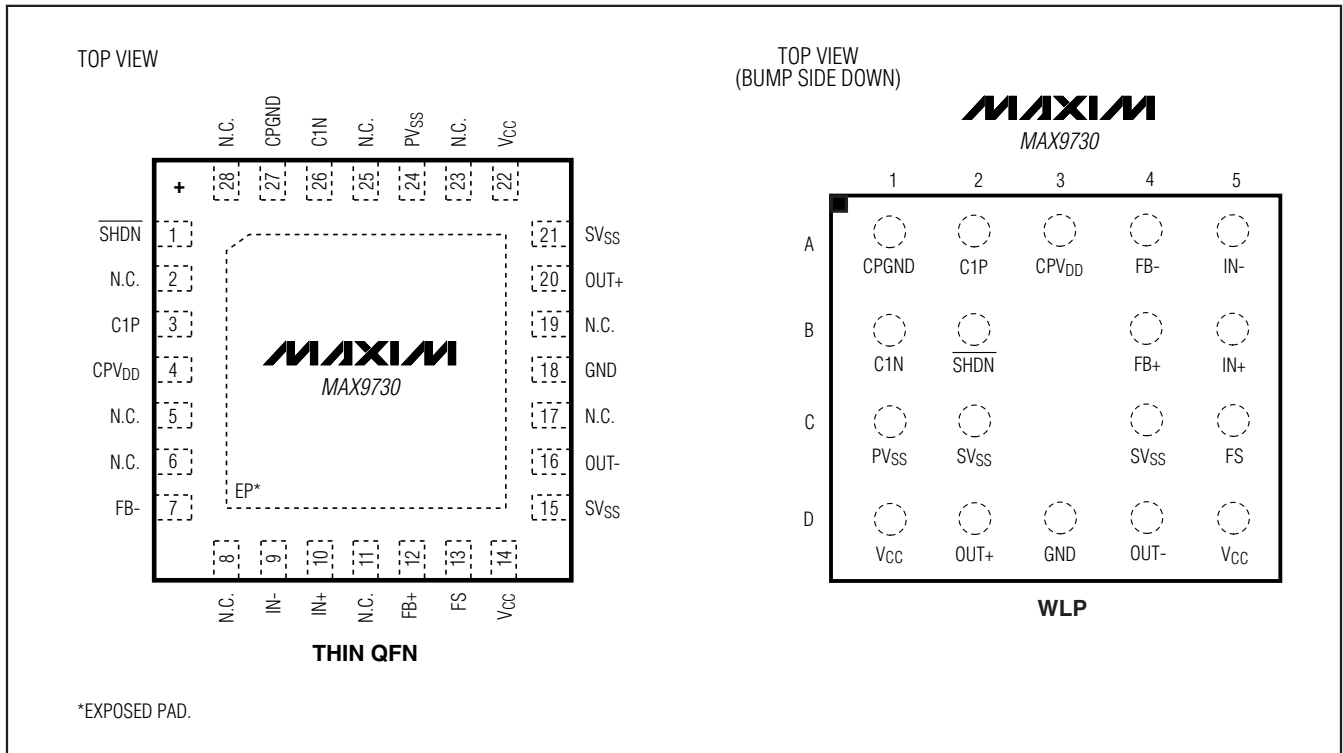 TOP VIEW
N.C.
CPGND
C1N
N.C.
PVSS
N.C.
VCC
28
27
26
25
24
23
22
+
SHDN 1
N.C. 2
C1P 3
CPVDD 4
N.C. 5
N.C. 6
FB- 7
21 SVSS
20 OUT+
19 N.C.
18 GND
17 N.C.
16 OUT-
15 SVSS
MAXIM
MAX9730
EP*
8
9
10
11
12
13
14
N.C.
IN-
IN+
N.C.
FB+
FS
VCC
THIN QFN
*EXPOSED PAD.
TOP VIEW
(BUMP SIDE DOWN)
MAXIM
MAX9730
1 2 3 4 5
A
CPGND C1P CPVDD FB- IN-
B
C1N SHDN FB+ IN+
C
PVSS SVSS SVSS FS
D
VCC OUT+ GND OUT- VCC
WLP